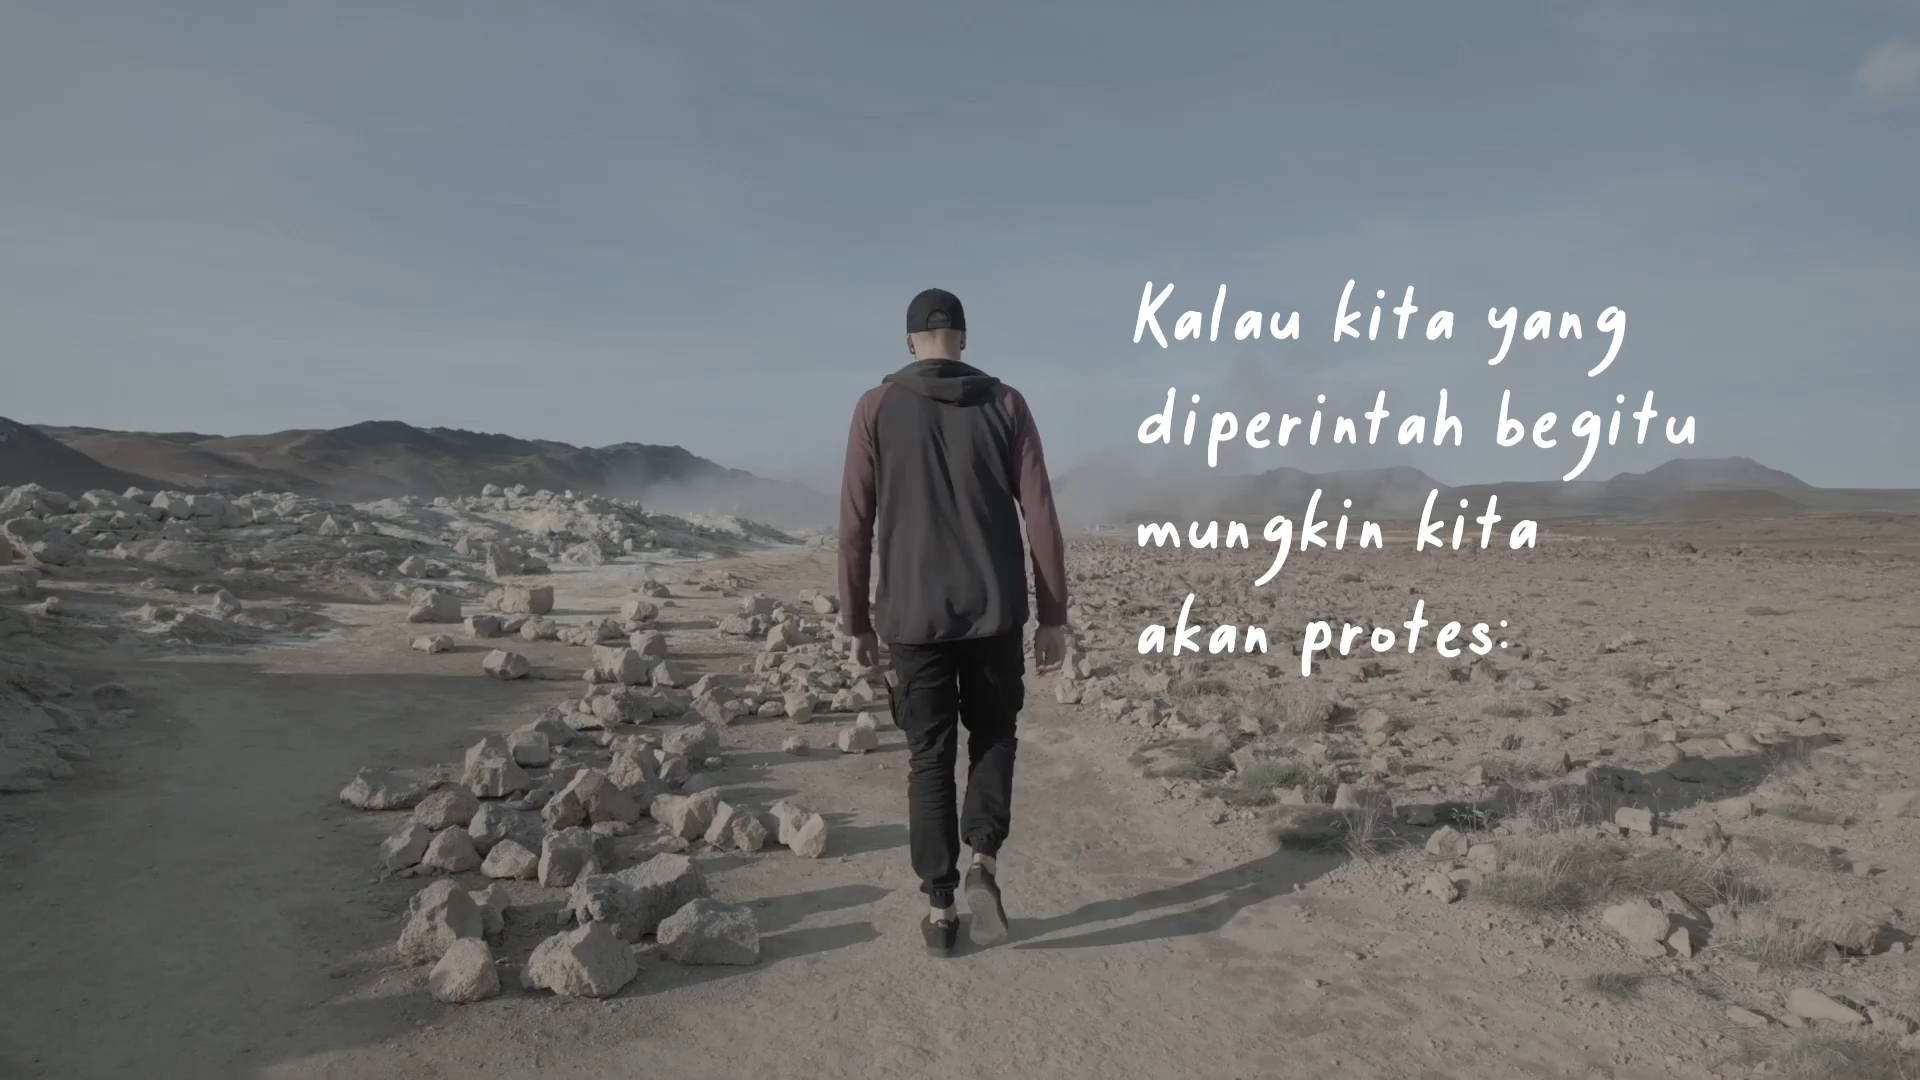 Kalau kita yang
diperintah begitu
mungkin kita
akan protes: